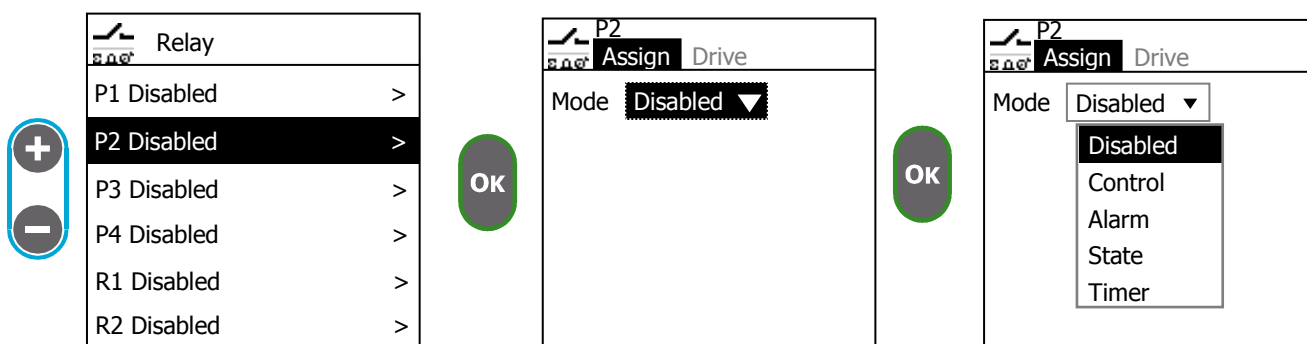 Relay
P1 Disabled >
P2 Disabled >
P3 Disabled >
P4 Disabled >
R1 Disabled >
R2 Disabled >
OK
P2
Assign Drive
Mode Disabled ▼
OK
P2
Assign Drive
Mode Disabled ▼
Disabled
Control
Alarm
State
Timer